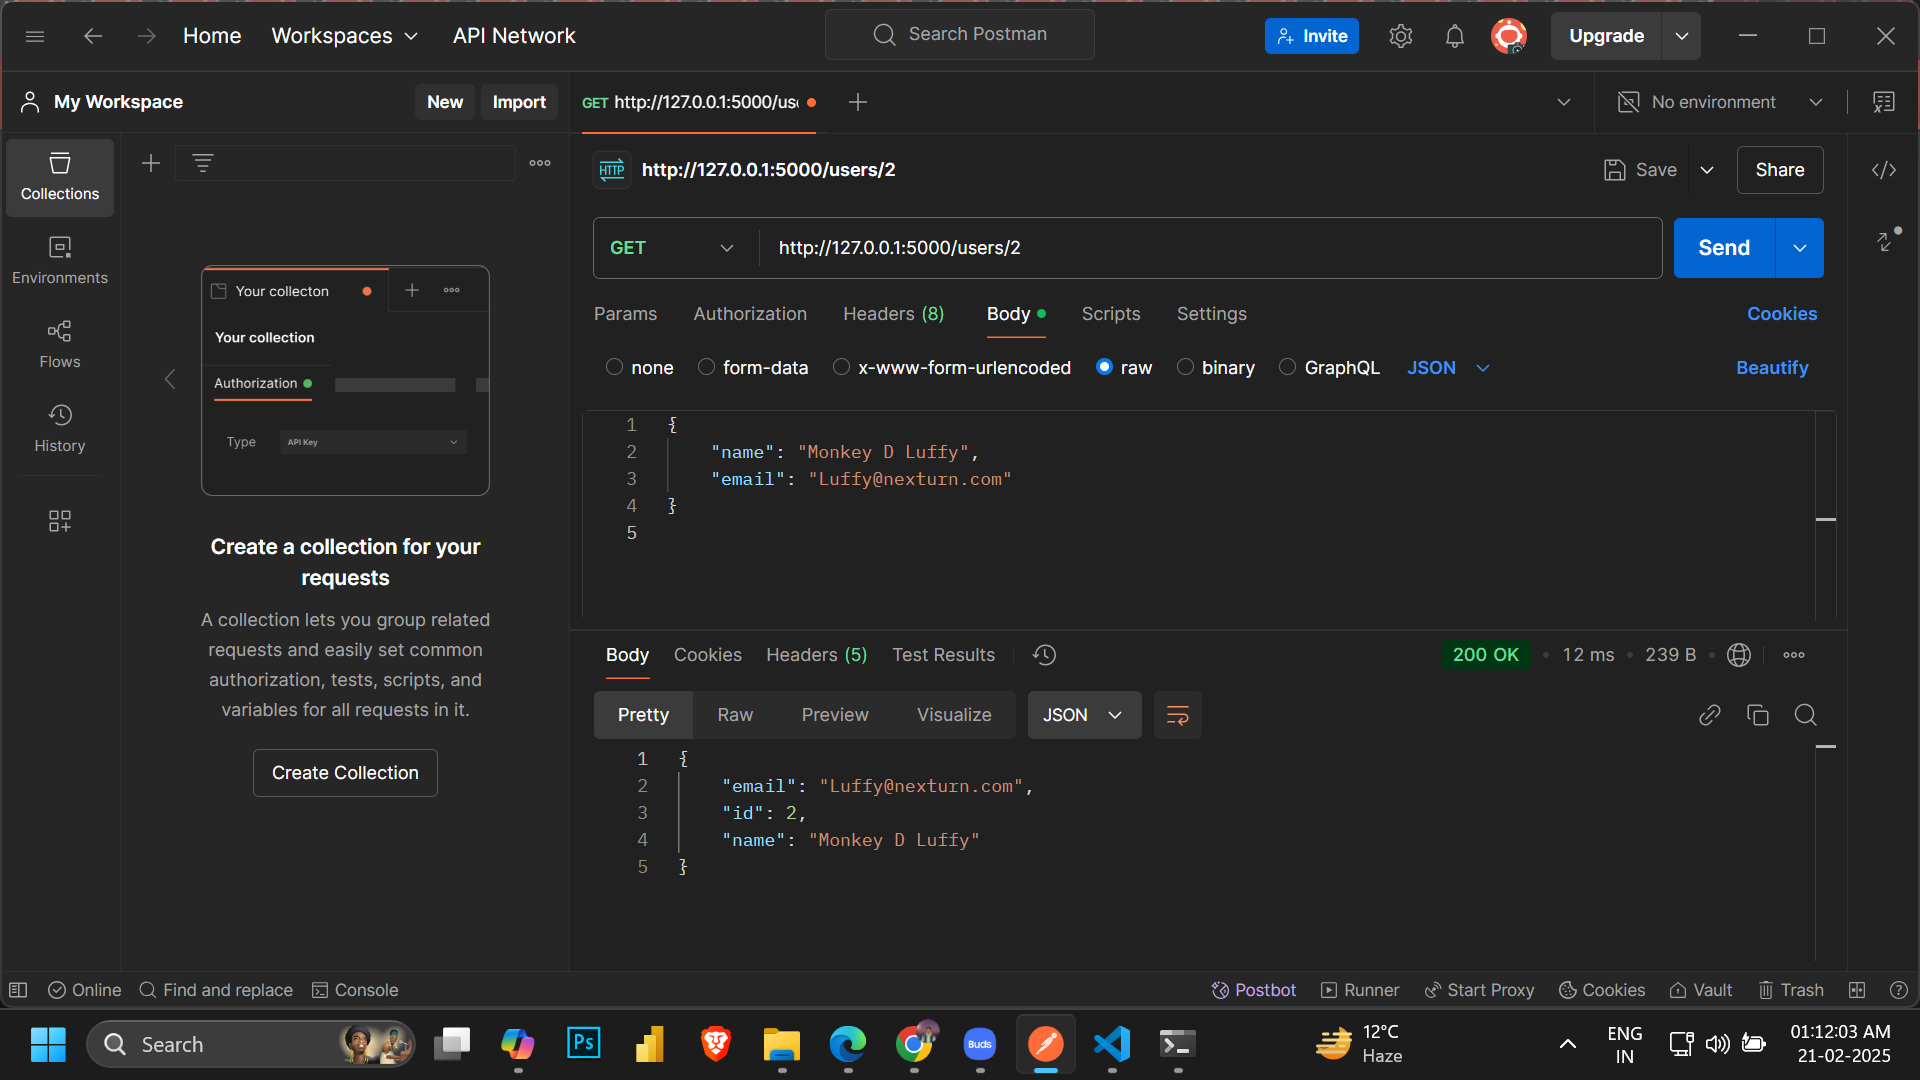 Home Workspaces API Network Search Postman Invite Upgrade
My Workspace New Import GET http://127.0.0.1:5000/us No environment
Collections
Environments
Flows
History
Your collecton
Your collection
Authorization
Type API Key
Create a collection for your
requests
A collection lets you group related
requests and easily set common
authorization, tests, scripts, and
variables for all requests in it.
Create Collection
HTTP http://127.0.0.1:5000/users/2 Save Share
GET http://127.0.0.1:5000/users/2 Send
Params Authorization Headers (8) Body Scripts Settings Cookies
none form-data x-www-form-urlencoded raw binary GraphQL JSON Beautify
1 {
2 "name": "Monkey D Luffy",
3 "email": "Luffy@nexturn.com"
4 }
5
Body Cookies Headers (5) Test Results 200 OK • 12 ms • 239 B •
Pretty Raw Preview Visualize JSON
1 {
2 "email": "Luffy@nexturn.com",
3 "id": 2,
4 "name": "Monkey D Luffy"
5 }
Online Find and replace Console Postbot Runner Start Proxy Cookies Vault Trash
Search Ps Buds
12°C
Haze
ENG
IN
01:12:03 AM
21-02-2025